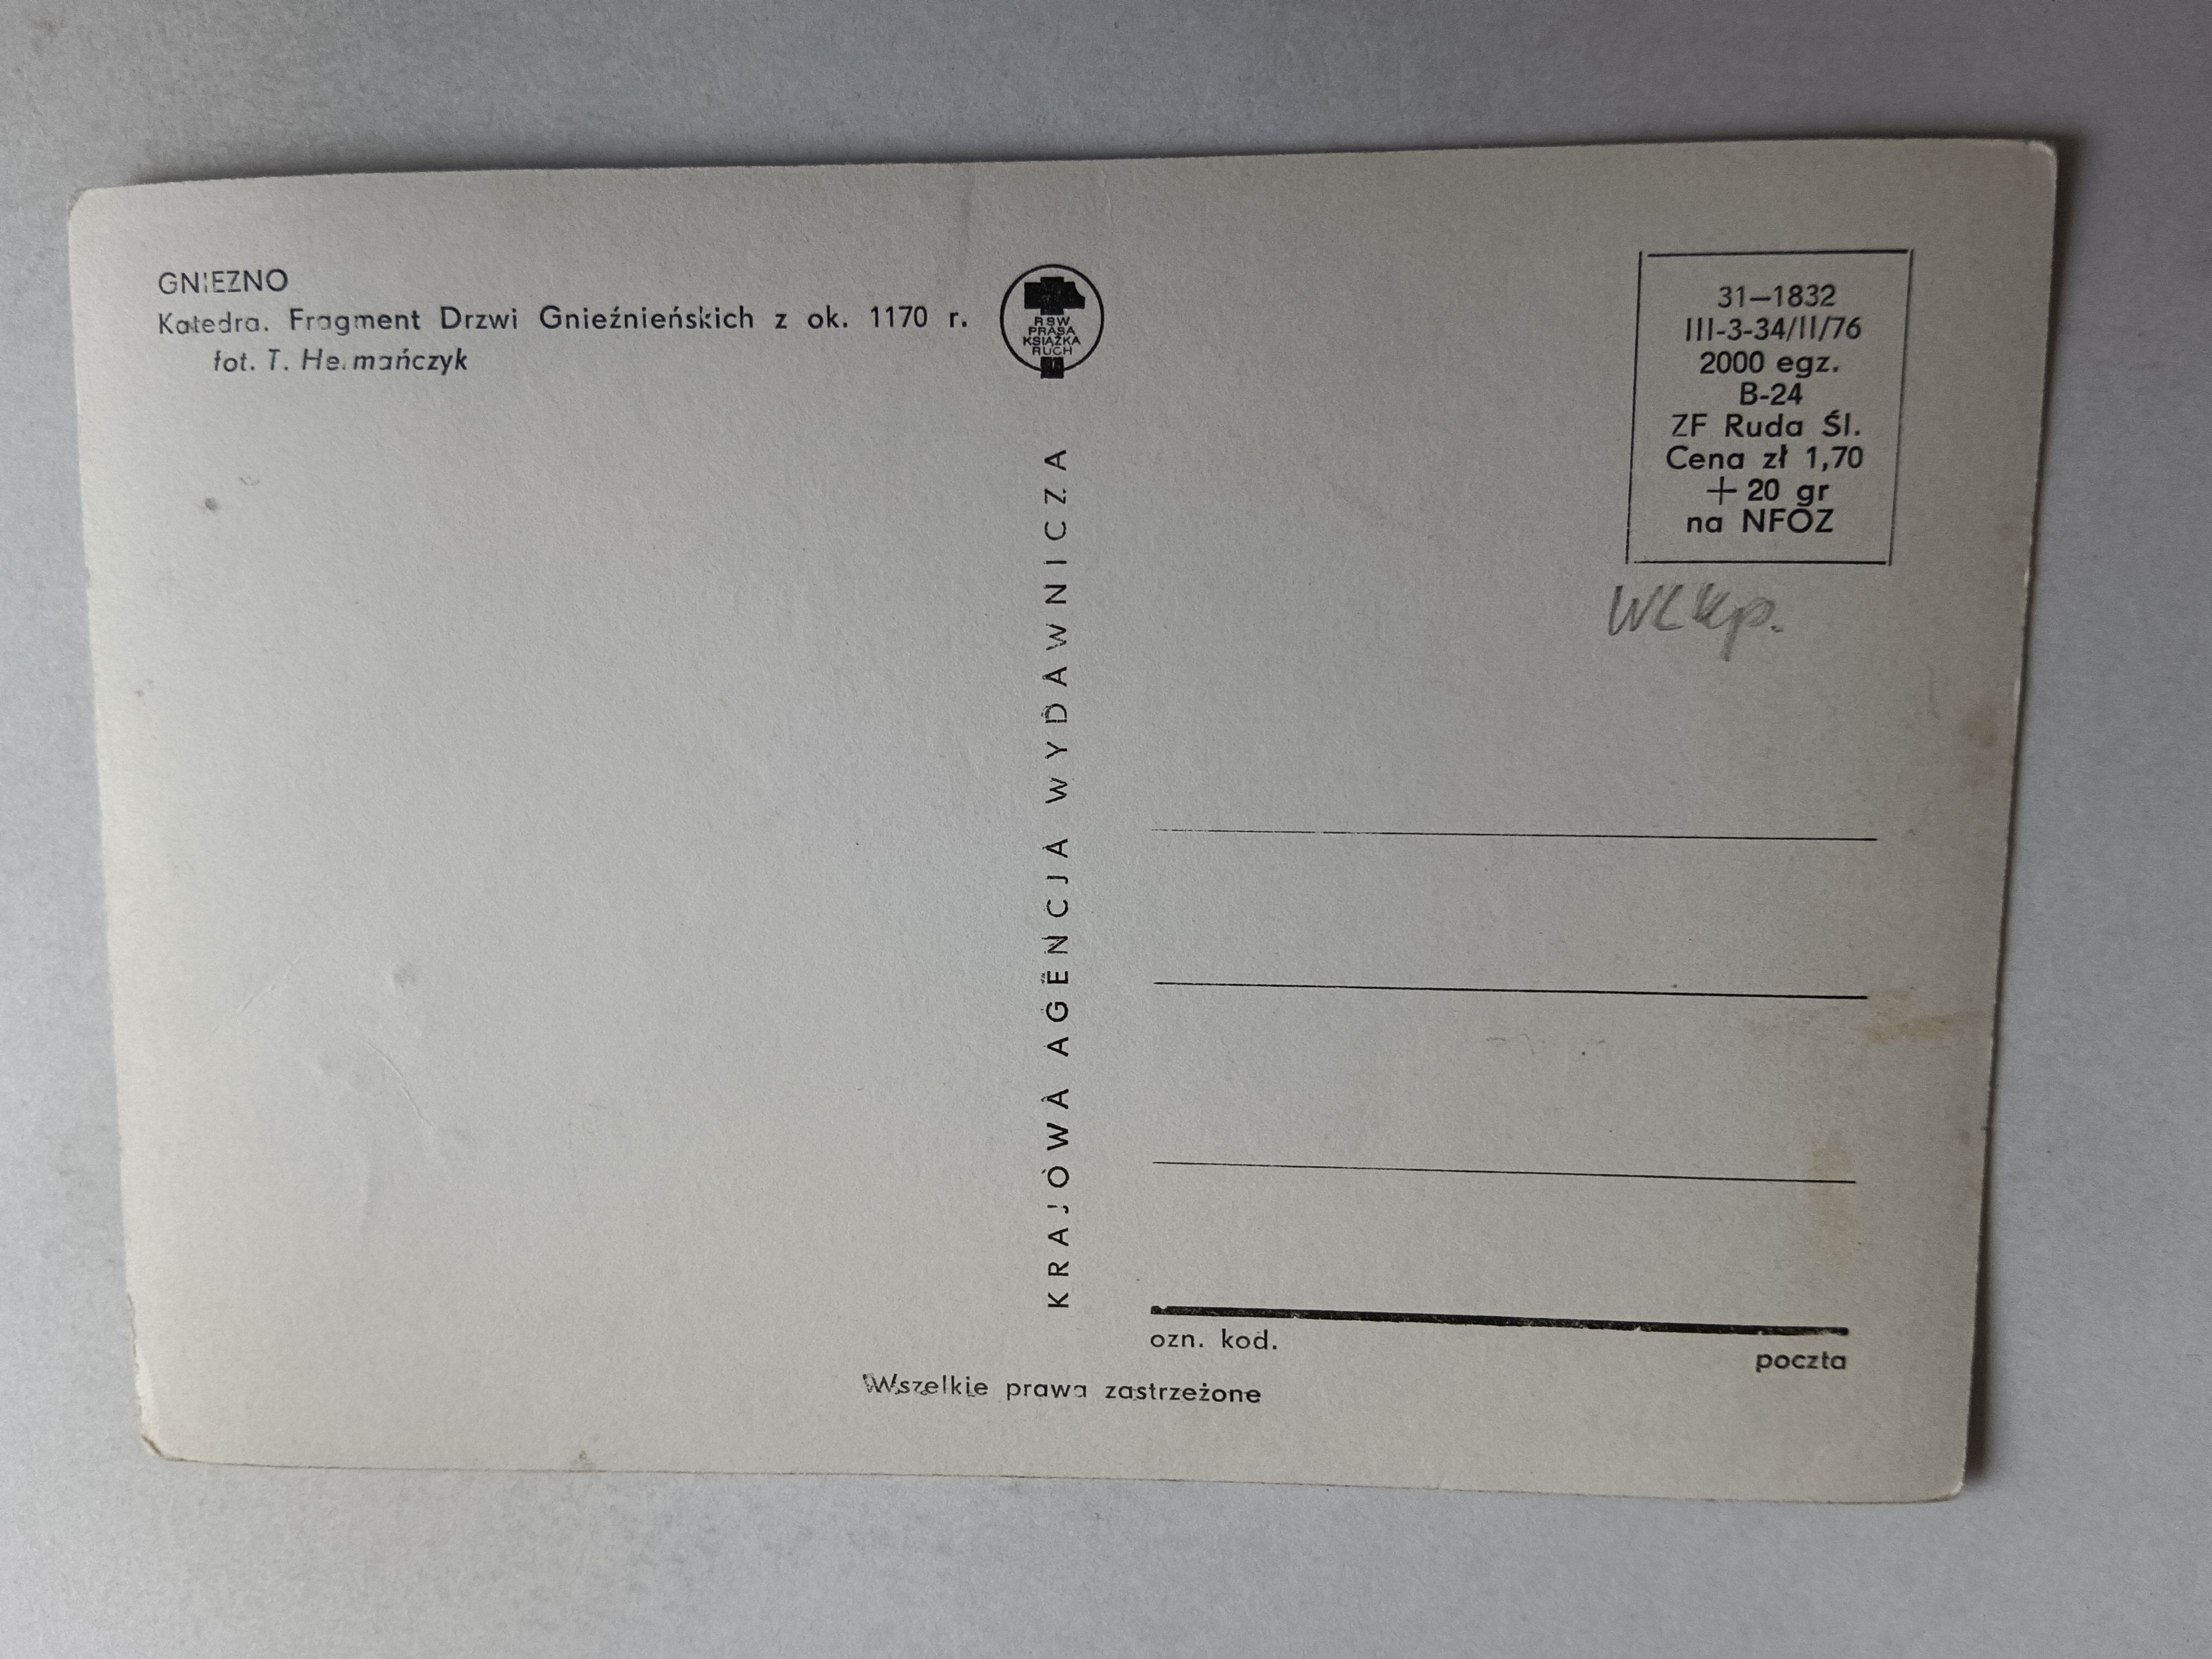 GNIEZNO
Katedra. Fragment Drzwi Gnieźnieńskich z ok. 1170 r.
fot. T. Hermańczyk
RSW
PRASA
KSIĄŻKA
RUCH
KRAJOWA AGENCJA WYDAWNICZA
31—1832
III-3-34/II/76
2000 egz.
B-24
ZF Ruda Śl.
Cena zł 1,70
+ 20 gr
na NFOZ
Wlkp.
ozn. kod.
poczta
Wszelkie prawa zastrzeżone